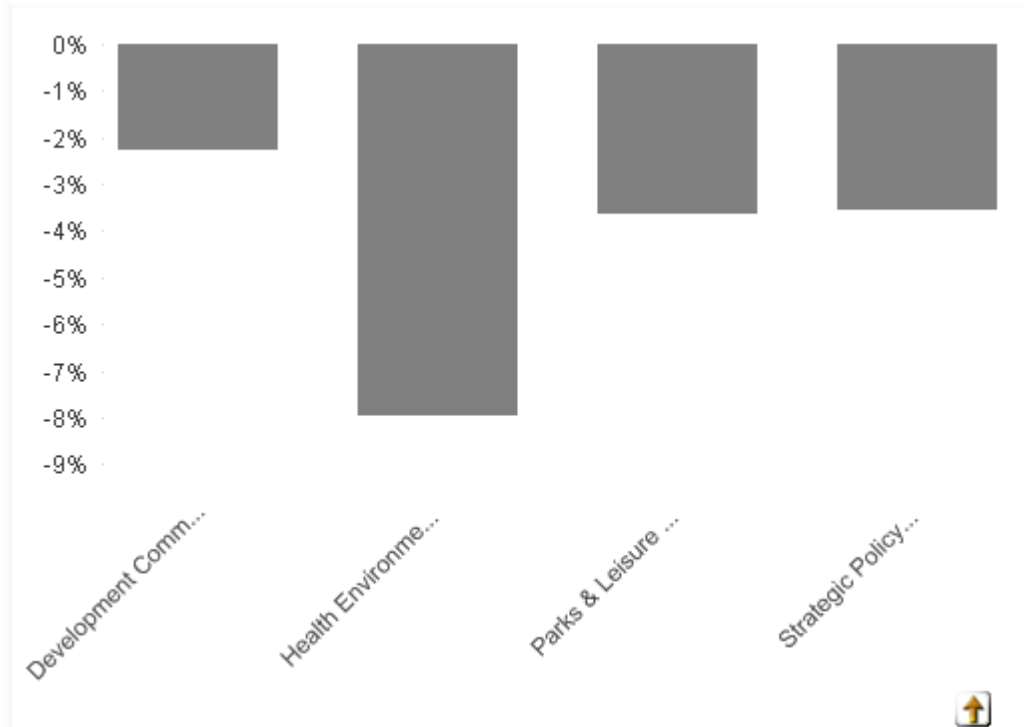 0%
-1%
-2%
-3%
-4%
-5%
-6%
-7%
-8%
-9%
Development Comm...
Health Environme...
Parks & Leisure ...
Strategic Policy...